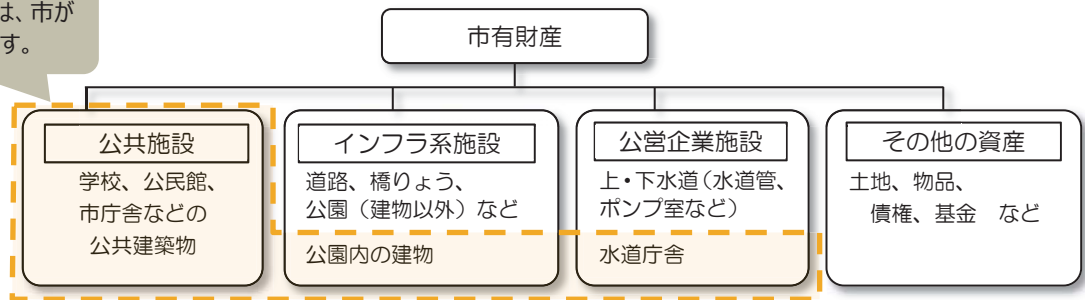 は、市が
す。
市有財産
公共施設
学校、公民館、
市庁舎などの
公共建築物
インフラ系施設
道路、橋りょう、
公園（建物以外）など
公園内の建物
公営企業施設
上・下水道（水道管、
ポンプ室など）
水道庁舎
その他の資産
土地、物品、
債権、基金　など